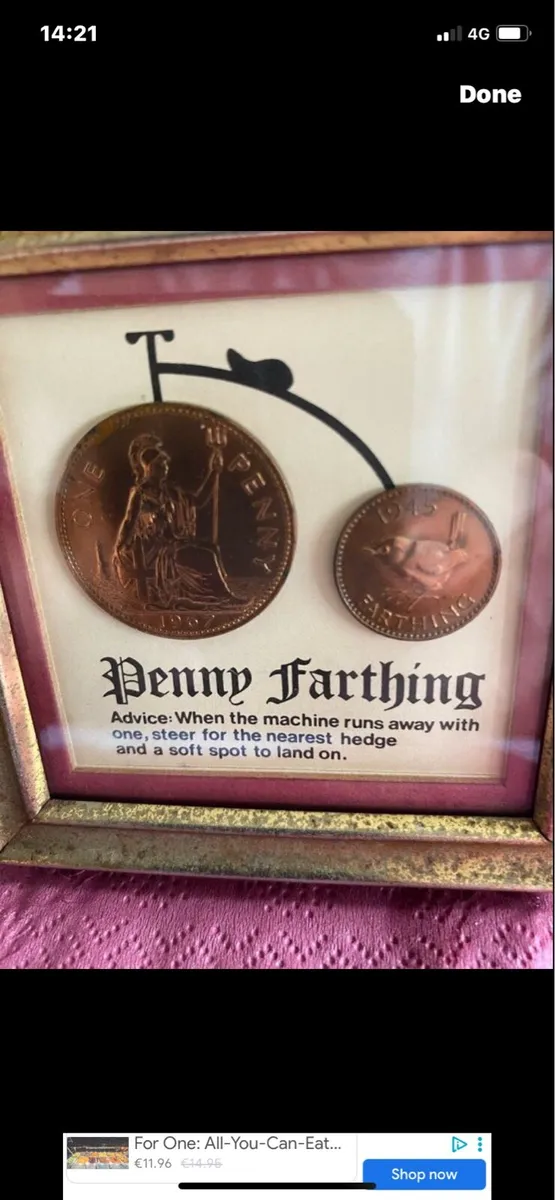 14:21
4G
Done
ONE PENNY
1967
1945
FARTHING
Penny Farthing
Advice: When the machine runs away with
one, steer for the nearest hedge
and a soft spot to land on.
For One: All-You-Can-Eat...
€11.96 €14.95
Shop now